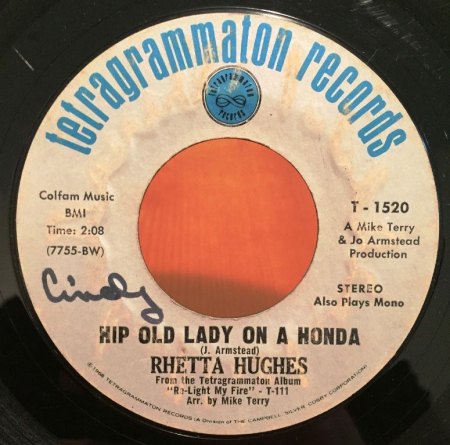 tetragrammaton records
tetragrammaton
records
Colfam Music
BMI
Time: 2:08
(7755-BW)
T - 1520
A Mike Terry
& Jo Armstead
Production
STEREO
Also Plays Mono
Cindy
HIP OLD LADY ON A HONDA
(J. Armstead)
RHETTA HUGHES
From the Tetragrammaton Album
"Re-Light My Fire" - T-111
Arr. by Mike Terry
© 1968 TETRAGRAMMATON RECORDS (A Division of THE CAMPBELL, SILVER, COSBY CORPORATION)